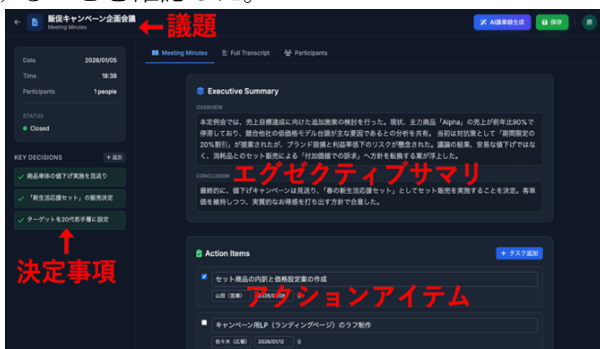 することを確認した。
販促キャンペーン企画会議
Meeting Minutes
←議題
AI議事録生成
保存
原
Date 2026/01/05
Time 18:38
Participants 1 people
STATUS
Closed
KEY DECISIONS
+ 追加
✓ 商品単体の値下げ実施を見送り
✓ 「新生活応援セット」の販売決定
✓ ターゲットを20代若手層に設定
↑
決定事項
Meeting Minutes
Full Transcript
Participants
Executive Summary
OVERVIEW
本定例会では、売上目標達成に向けた追加施策の検討を行った。現状、主力商品「Alpha」の売上が前年比90%で
停滞しており、競合他社の低価格モデル台頭が主な要因であるとの分析を共有。 当初は対抗策として「期間限定の
20%割引」が提案されたが、ブランド毀損と利益率低下のリスクが懸念された。議論の結果、安易な値下げではな
く、消耗品とのセット販売による「付加価値での訴求」へ方針を転換する案が浮上した。
CONCLUSION
エグゼクティブサマリ
最終的に、値下げキャンペーンは見送り、「春の新生活応援セット」としてセット販売を実施することを決定。客単
価を維持しつつ、実質的なお得感を打ち出す方針で合意した。
Action Items
+ タスク追加
セット商品の内訳と価格設定案の作成
山田 (営業) 2026/01/08
アクションアイテム
キャンペーン用LP（ランディングページ）のラフ制作
佐々木 (広報) 2026/01/12